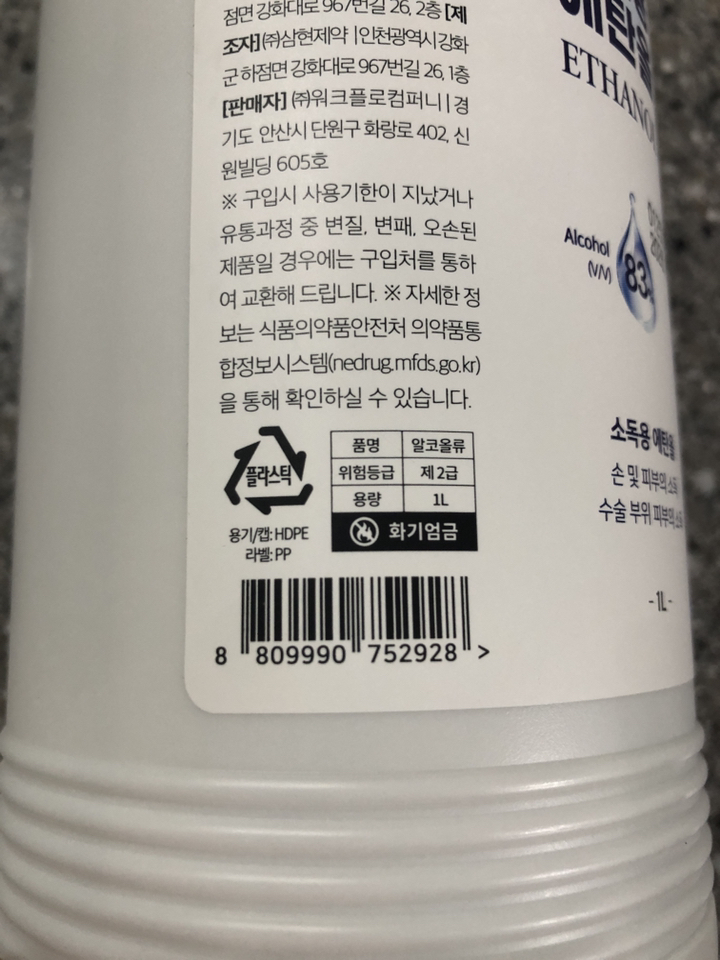 점면 강화대로 967번길 26, 2층 [제
조자] ㈜삼현제약 | 인천광역시 강화
군 하점면 강화대로 967번길 26, 1층
[판매자] ㈜워크플로컴퍼니 | 경
기도 안산시 단원구 화랑로 402, 신
원빌딩 605호
※ 구입시 사용기한이 지났거나
유통과정 중 변질, 변패, 오손된
제품일 경우에는 구입처를 통하
여 교환해 드립니다. ※ 자세한 정
보는 식품의약품안전처 의약품통
합정보시스템(nedrug.mfds.go.kr)
을 통해 확인하실 수 있습니다.
플라스틱
용기/캡: HDPE
라벨: PP
품명 알코올류
위험등급 제 2급
용량 1L
화기엄금
8 809990 752928 >
에탄올
ETHANO
Alcohol
(V/V)
83
소독용 에탄올
손 및 피부의 소독
수술 부위 피부의 소독
- 1L -